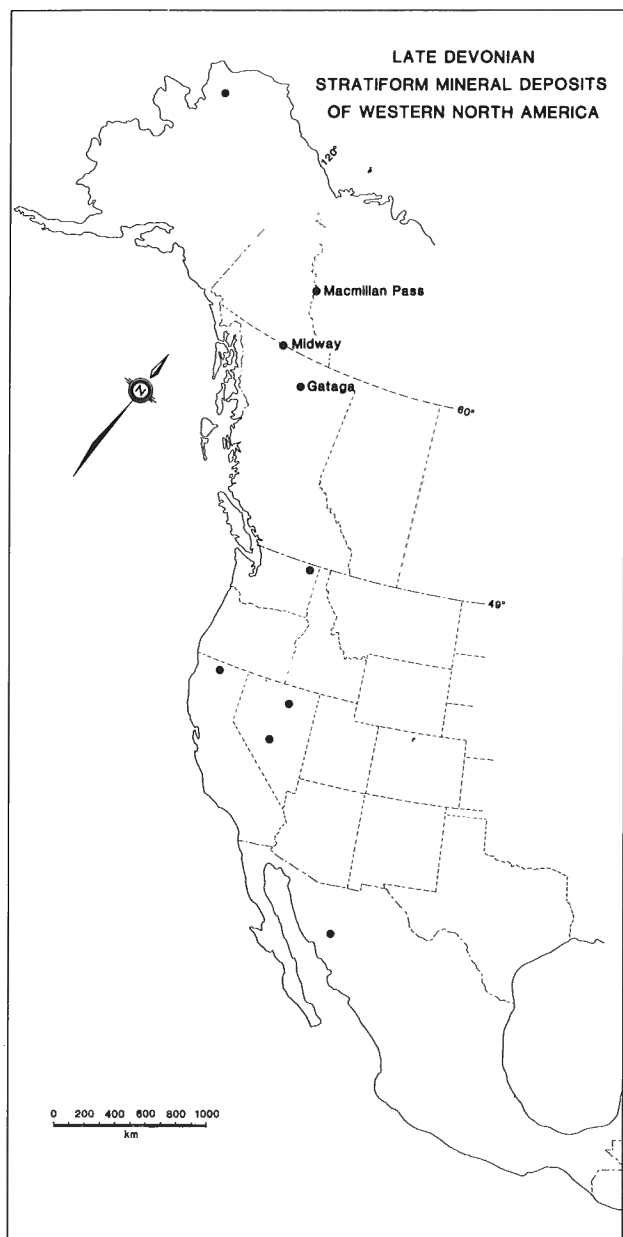 LATE DEVONIAN
STRATIFORM MINERAL DEPOSITS
OF WESTERN NORTH AMERICA
120°
Macmillan Pass
Midway
Gataga
N
60°
49°
0 200 400 600 800 1000
km